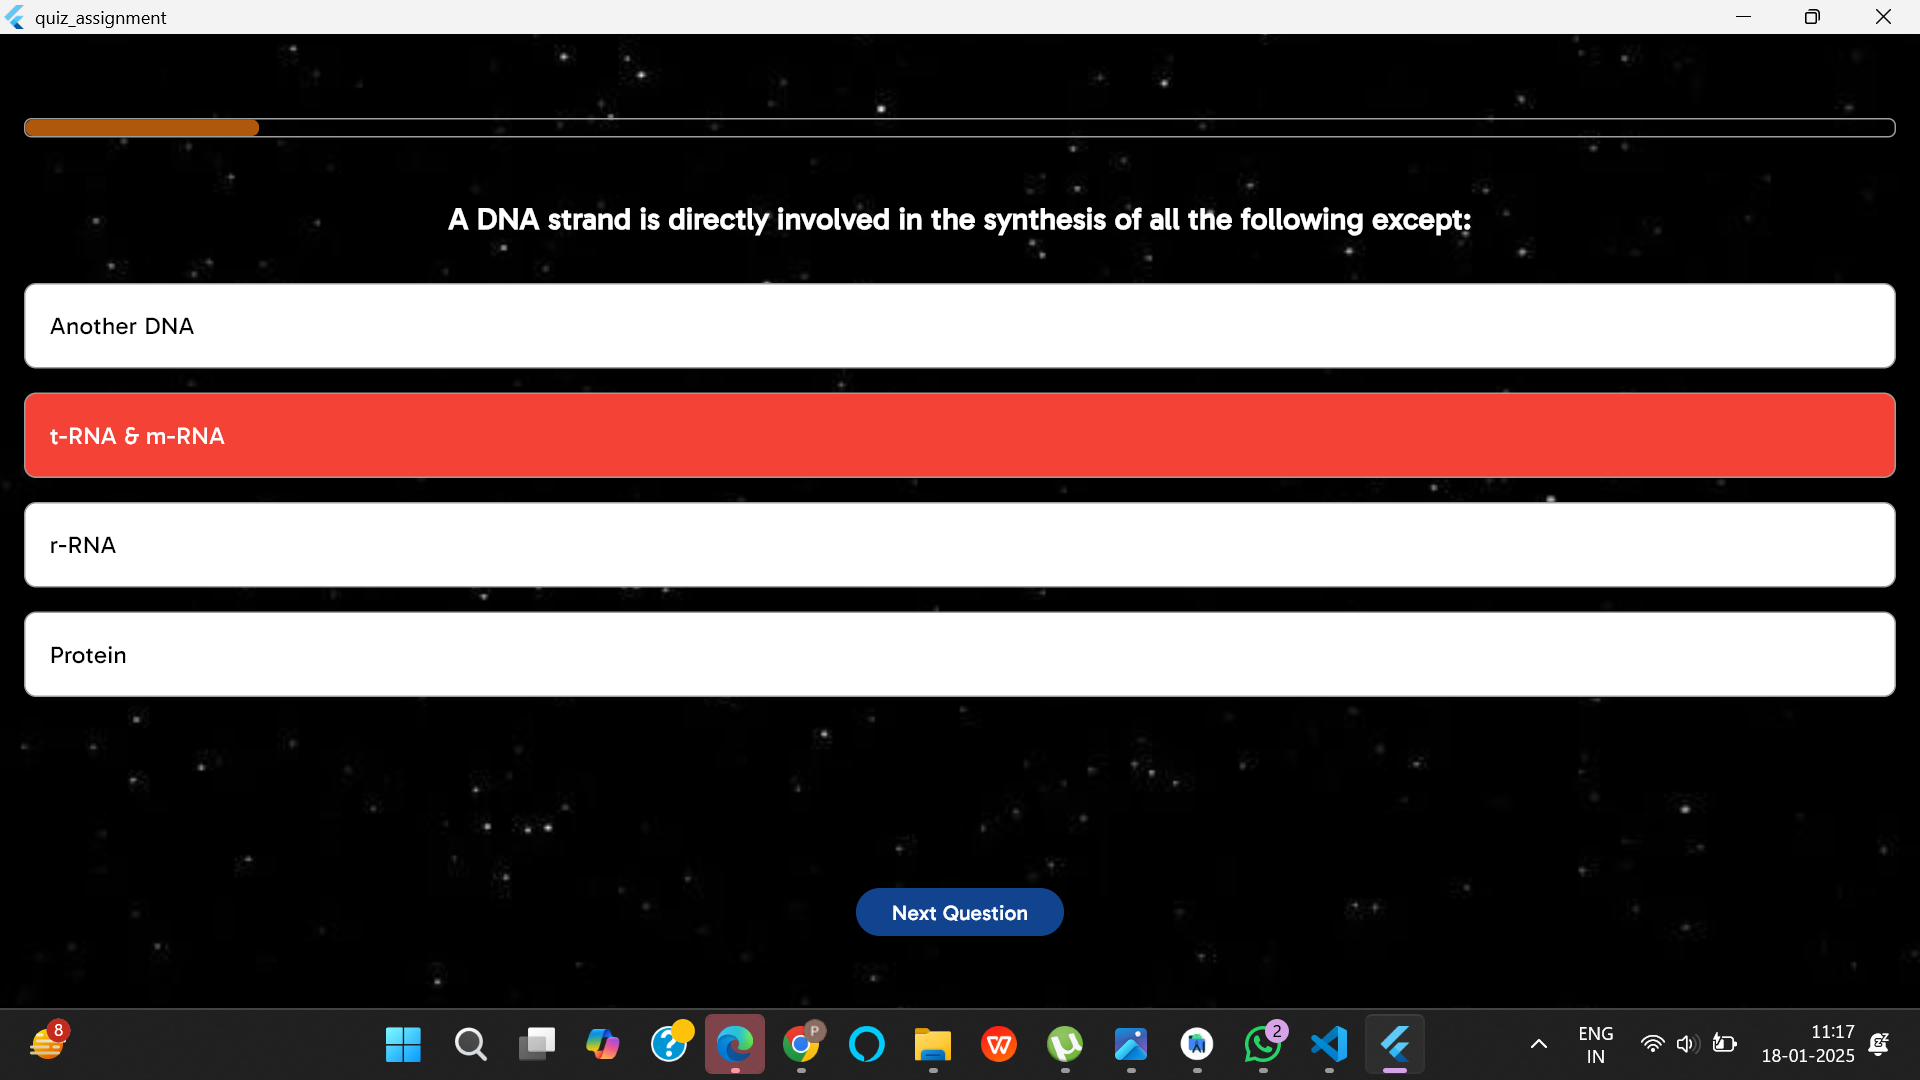 quiz_assignment
A DNA strand is directly involved in the synthesis of all the following except:
Another DNA
t-RNA & m-RNA
r-RNA
Protein
Next Question
8
P
2
ENG
IN
11:17
18-01-2025